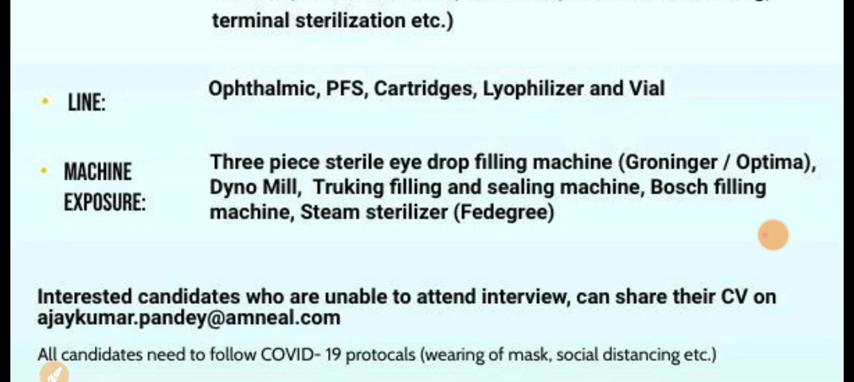 terminal sterilization etc.)
• LINE:
Ophthalmic, PFS, Cartridges, Lyophilizer and Vial
• MACHINE
EXPOSURE:
Three piece sterile eye drop filling machine (Groninger / Optima),
Dyno Mill, Truking filling and sealing machine, Bosch filling
machine, Steam sterilizer (Fedegree)
Interested candidates who are unable to attend interview, can share their CV on
ajaykumar.pandey@amneal.com
All candidates need to follow COVID- 19 protocals (wearing of mask, social distancing etc.)